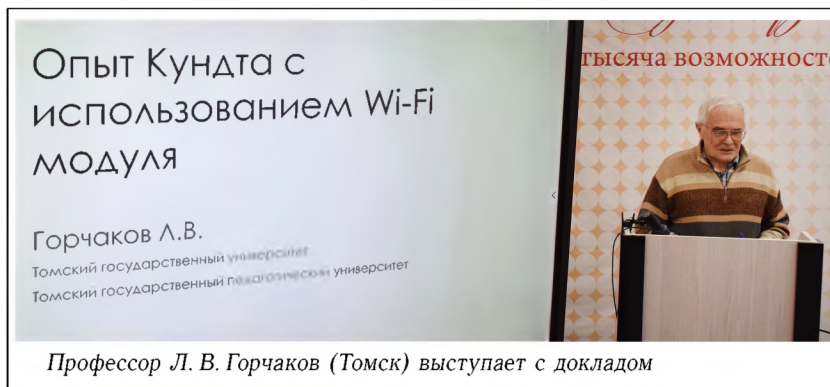 Опыт Кундта с
использованием Wi-Fi
модуля
Горчаков Л.В.
Томский государственный университет
Томский государственный педагогический университет
тысяча возможносте
Профессор Л. В. Горчаков (Томск) выступает с докладом